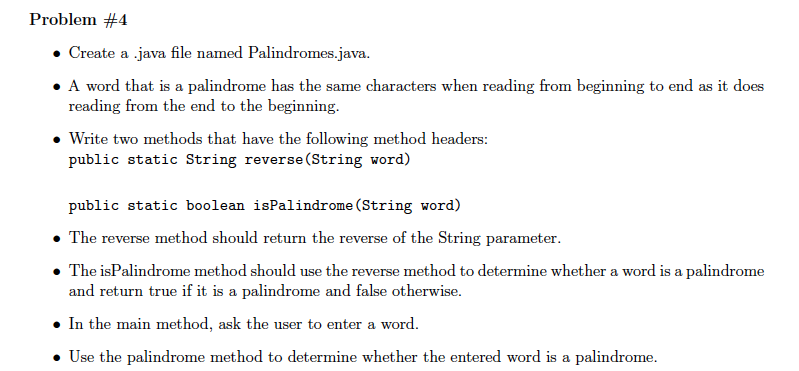 Problem #4
• Create a .java file named Palindromes.java.
• A word that is a palindrome has the same characters when reading from beginning to end as it does
reading from the end to the beginning.
• Write two methods that have the following method headers:
public static String reverse(String word)
public static boolean isPalindrome(String word)
• The reverse method should return the reverse of the String parameter.
• The isPalindrome method should use the reverse method to determine whether a word is a palindrome
and return true if it is a palindrome and false otherwise.
• In the main method, ask the user to enter a word.
• Use the palindrome method to determine whether the entered word is a palindrome.